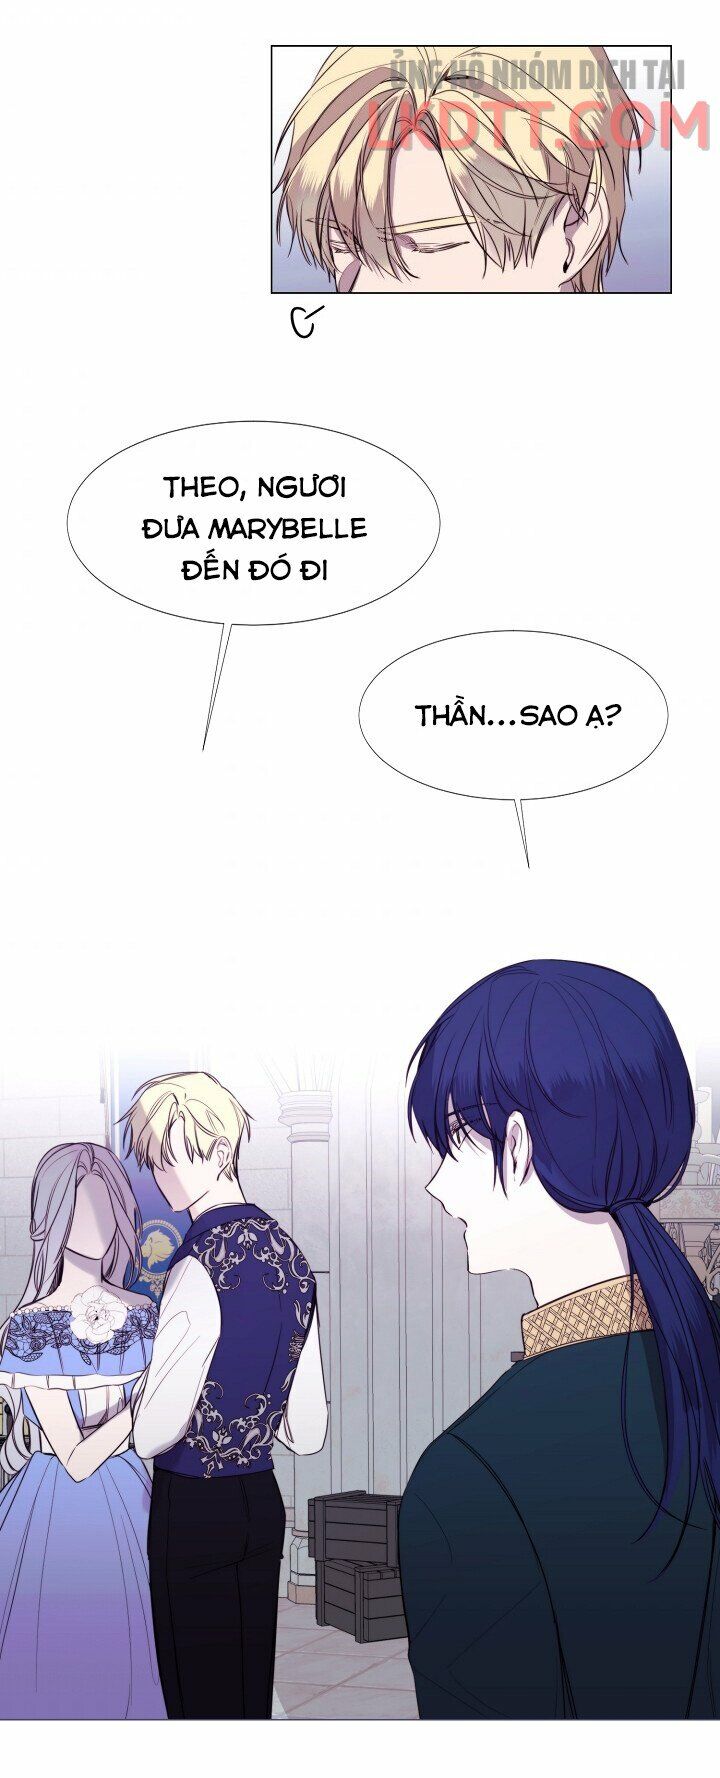 ỦNG HỘ NHÓM DỊCH TẠI
LKDTT.COM
THEO, NGƯƠI
ĐƯA MARYBELLE
ĐẾN ĐÓ ĐI
THẦN...SAO Ạ?